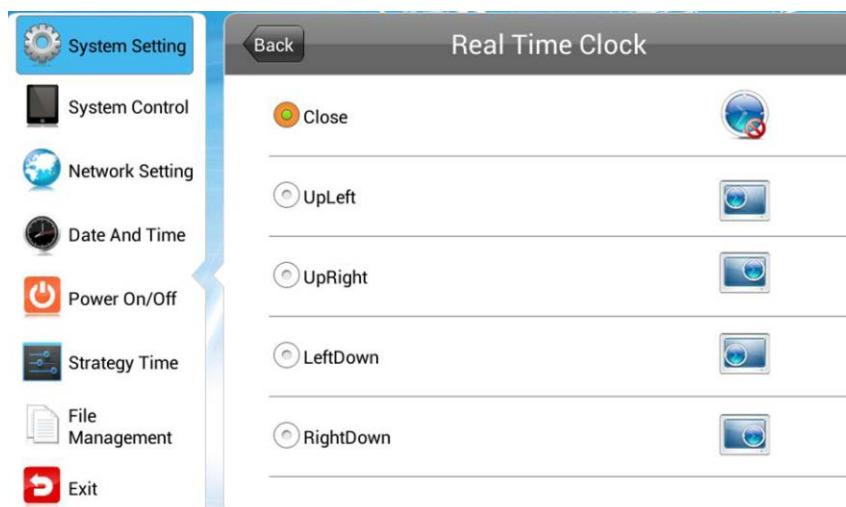 System Setting
System Control
Network Setting
Date And Time
Power On/Off
Strategy Time
File
Management
Exit
Back
Real Time Clock
Close
UpLeft
UpRight
LeftDown
RightDown